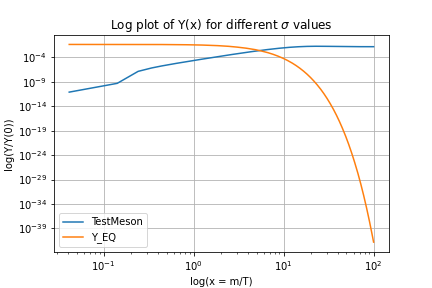 Log plot of Y(x) for different σ values
log(Y/Y(0))
10⁻⁴
10⁻⁹
10⁻¹⁴
10⁻¹⁹
10⁻²⁴
10⁻²⁹
10⁻³⁴
10⁻³⁹
TestMeson
Y_EQ
10⁻¹ 10⁰ 10¹ 10²
log(x = m/T)